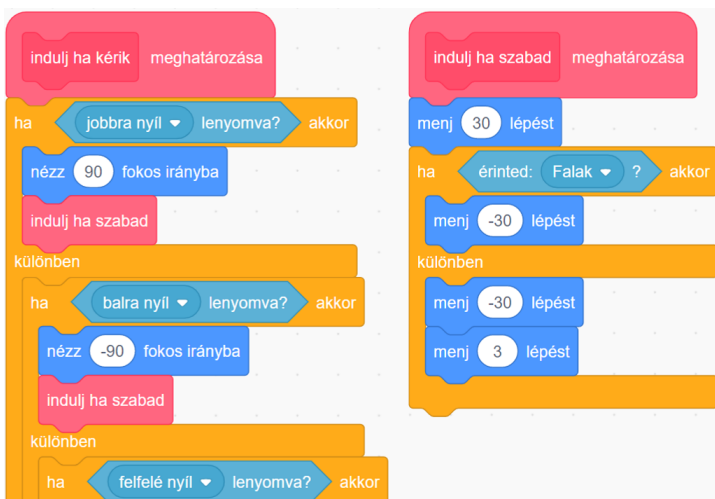 indulj ha kérik meghatározása
ha jobbra nyíl lenyomva? akkor
nézz 90 fokos irányba
indulj ha szabad
különben
ha balra nyíl lenyomva? akkor
nézz -90 fokos irányba
indulj ha szabad
különben
ha felfelé nyíl lenyomva? akkor
indulj ha szabad meghatározása
menj 30 lépést
ha érinted: Falak ? akkor
menj -30 lépést
különben
menj -30 lépést
menj 3 lépést